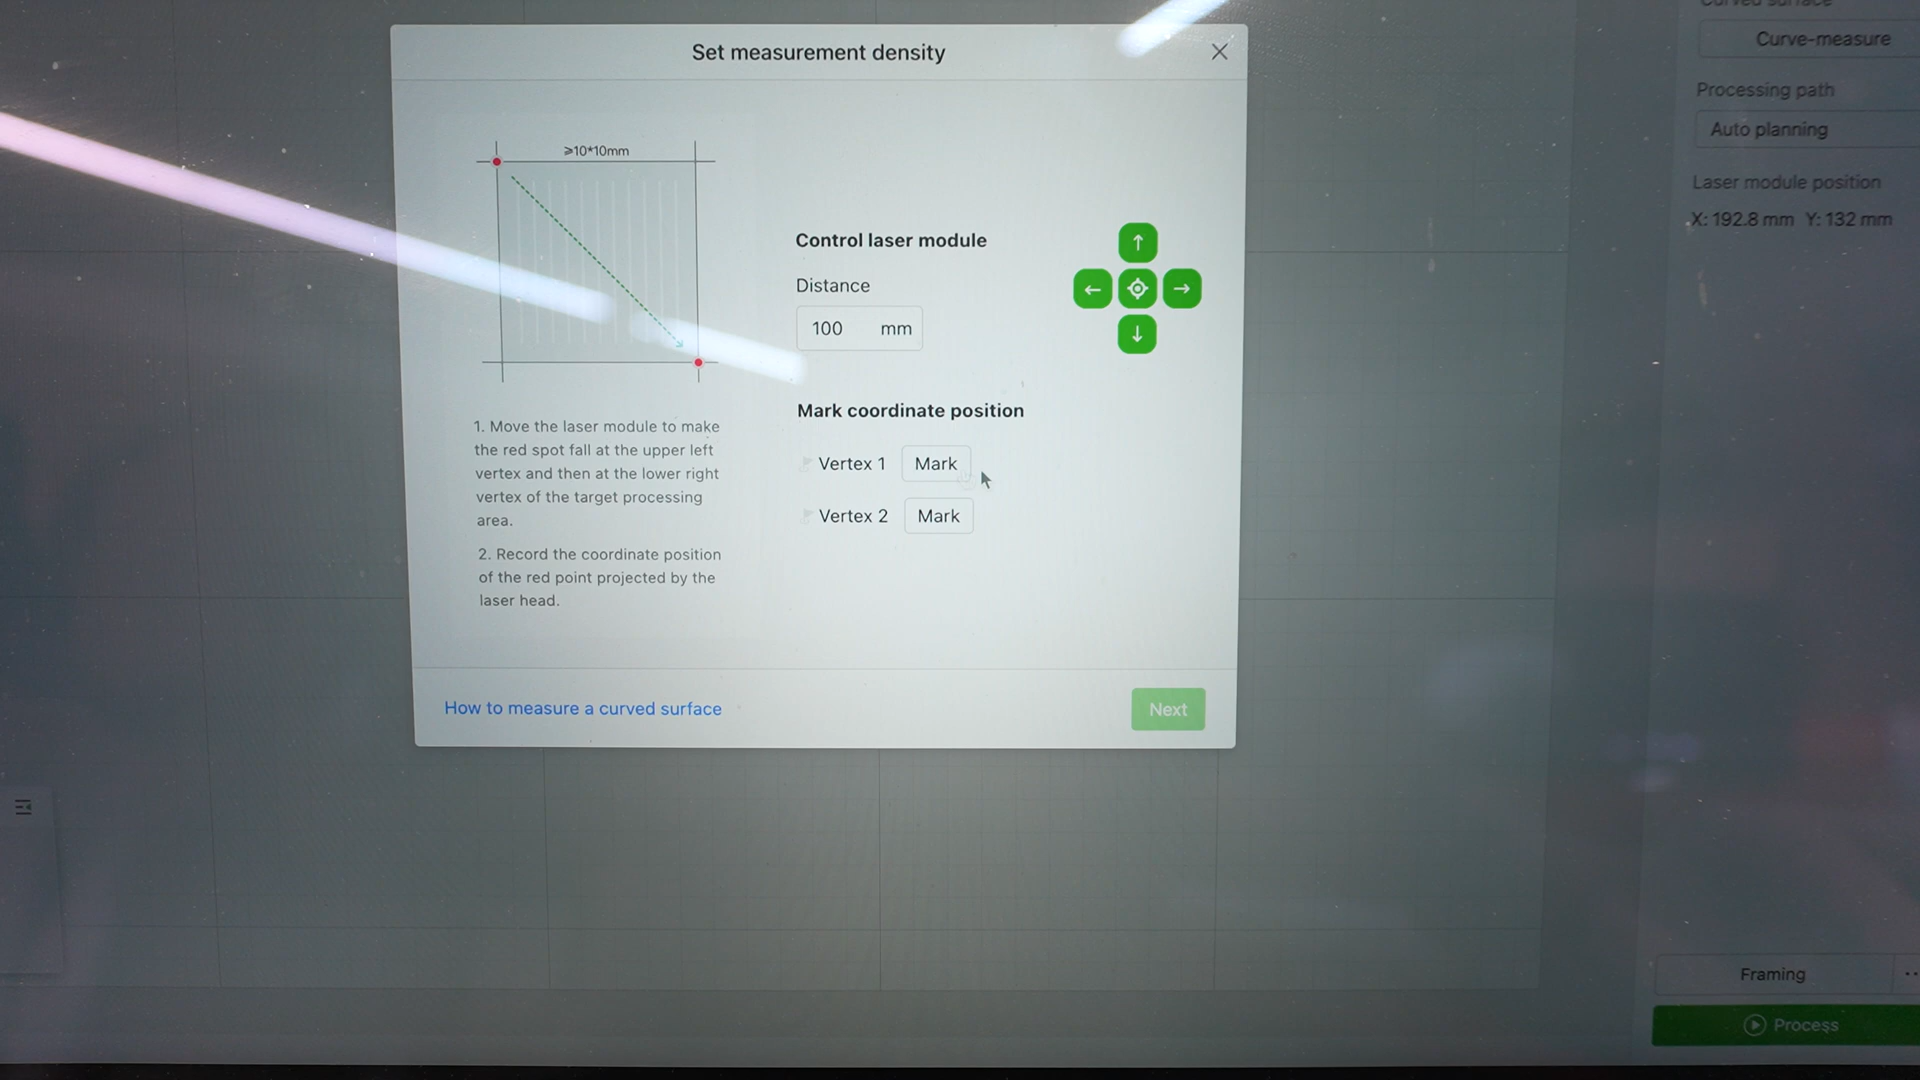 Set measurement density
≥10*10mm
1. Move the laser module to make
the red spot fall at the upper left
vertex and then at the lower right
vertex of the target processing
area.
2. Record the coordinate position
of the red point projected by the
laser head.
Control laser module
Distance
100 mm
Mark coordinate position
Vertex 1 Mark
Vertex 2 Mark
How to measure a curved surface
Next
Curved surface
Curve-measure
Processing path
Auto planning
Laser module position
X: 192.8 mm Y: 132 mm
Framing
Process